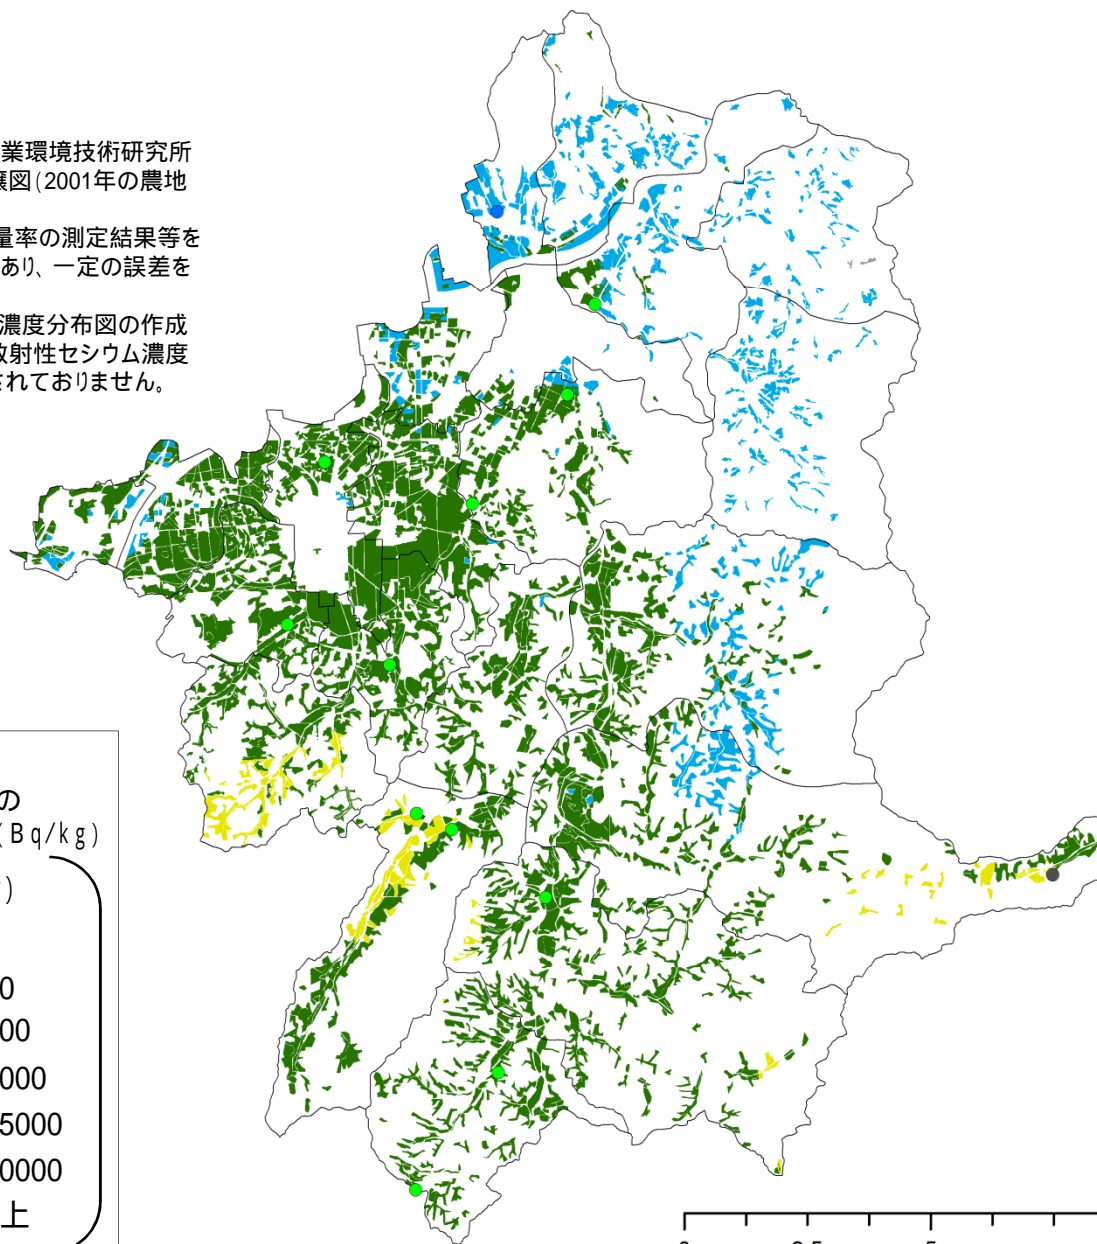 業環境技術研究所
壌図(2001年の農地
量率の測定結果等を
あり、一定の誤差を
濃度分布図の作成
放射性セシウム濃度
されておりません。
の
(Bq/kg)
)
0
00
000
5000
0000
上